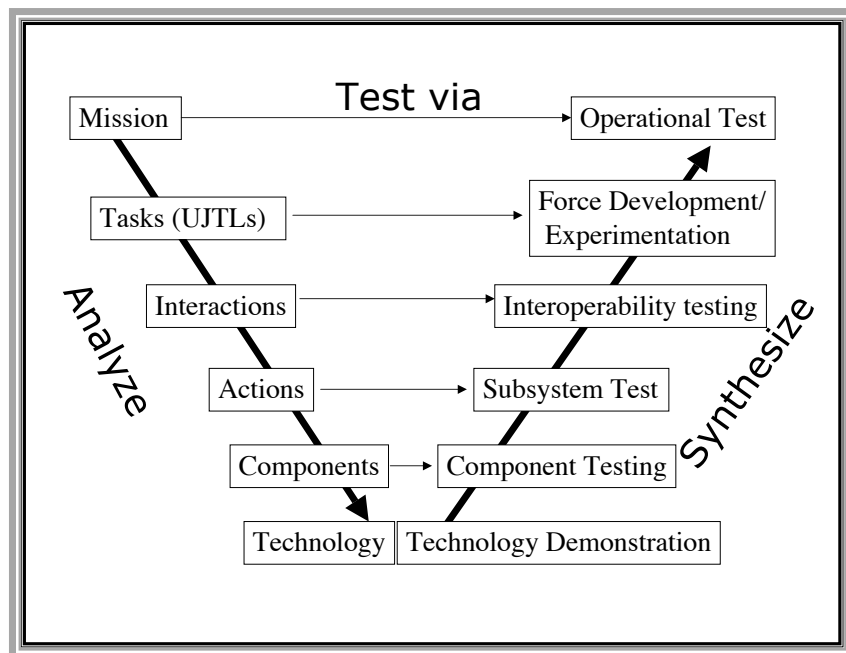 Test via
Mission
Operational Test
Tasks (UJTLs)
Force Development/
Experimentation
Interactions
Interoperability testing
Analyze
Synthesize
Actions
Subsystem Test
Components
Component Testing
Technology
Technology Demonstration